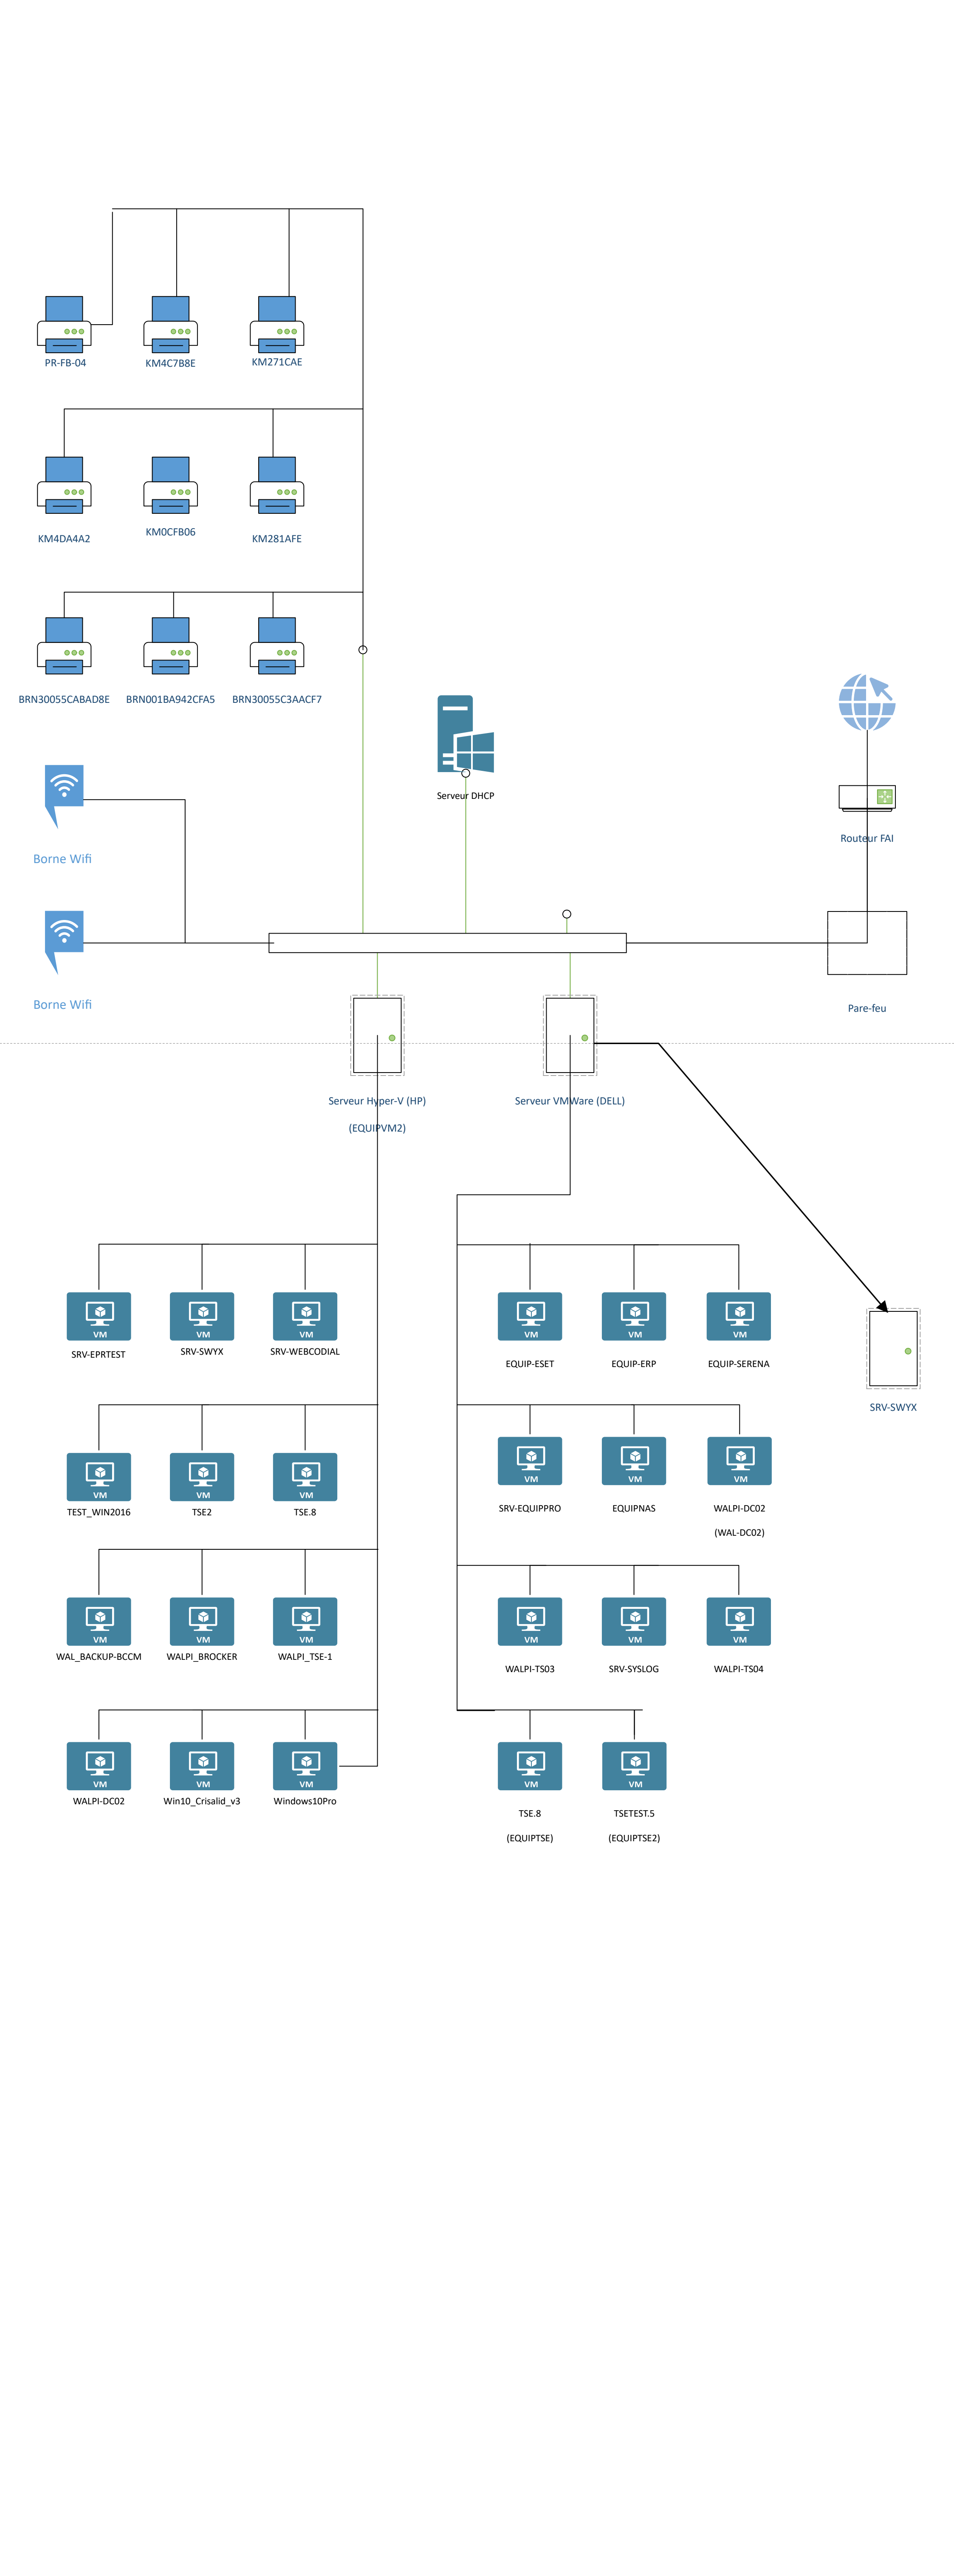 PR-FB-04
KM4C7B8E
KM271CAE
KM4DA4A2
KM0CFB06
KM281AFE
BRN30055CABAD8E
BRN001BA942CFA5
BRN30055C3AACF7
Serveur DHCP
Borne Wifi
Routeur FAI
Borne Wifi
Pare-feu
Serveur Hyper-V (HP)
(EQUIPVM2)
Serveur VMWare (DELL)
VM
VM
VM
VM
VM
VM
SRV-EPRTEST
SRV-SWYX
SRV-WEBCODIAL
EQUIP-ESET
EQUIP-ERP
EQUIP-SERENA
SRV-SWYX
VM
VM
VM
VM
VM
VM
TEST_WIN2016
TSE2
TSE.8
SRV-EQUIPPRO
EQUIPNAS
WALPI-DC02
(WAL-DC02)
VM
VM
VM
VM
VM
VM
WAL_BACKUP-BCCM
WALPI_BROCKER
WALPI_TSE-1
WALPI-TS03
SRV-SYSLOG
WALPI-TS04
VM
VM
VM
VM
VM
WALPI-DC02
Win10_Crisalid_v3
Windows10Pro
TSE.8
(EQUIPTSE)
TSETEST.5
(EQUIPTSE2)